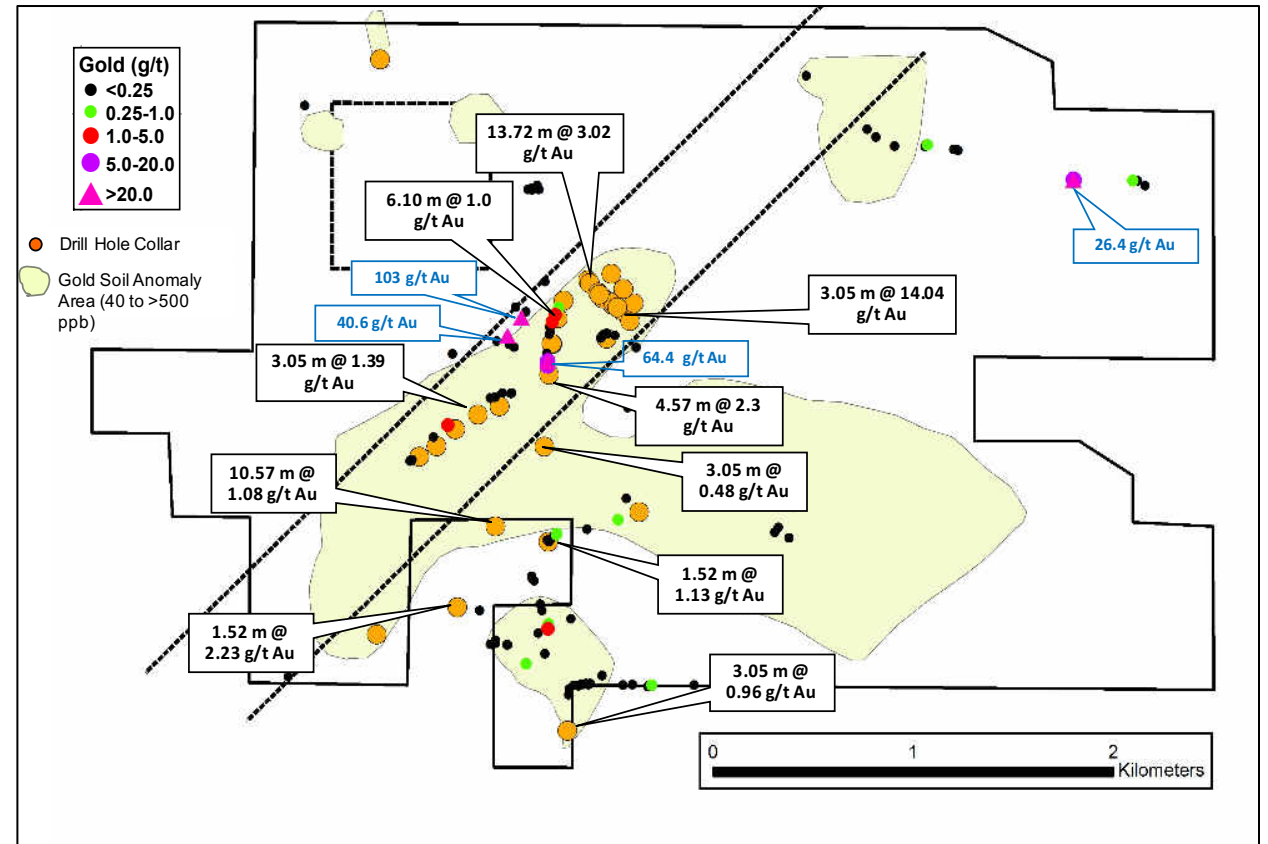 Gold (g/t)
<0.25
0.25-1.0
1.0-5.0
5.0-20.0
>20.0
Drill Hole Collar
Gold Soil Anomaly
Area (40 to >500
ppb)
13.72 m @ 3.02
g/t Au
6.10 m @ 1.0
g/t Au
103 g/t Au
40.6 g/t Au
3.05 m @ 1.39
g/t Au
26.4 g/t Au
3.05 m @ 14.04
g/t Au
64.4 g/t Au
4.57 m @ 2.3
g/t Au
3.05 m @
0.48 g/t Au
10.57 m @
1.08 g/t Au
1.52 m @
1.13 g/t Au
1.52 m @
2.23 g/t Au
3.05 m @
0.96 g/t Au
0 1 2
Kilometers